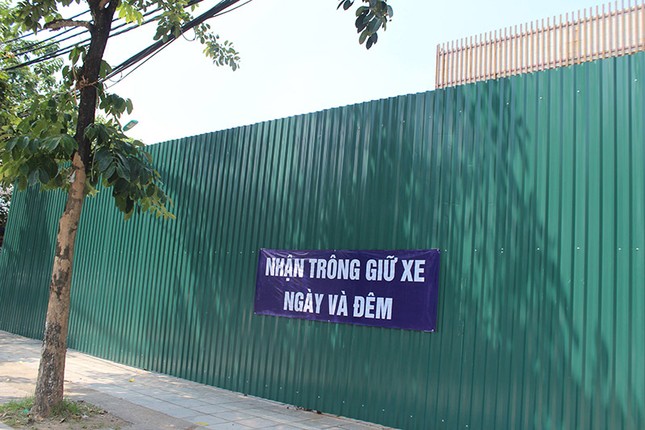 NHẬN TRÔNG GIỮ XE
NGÀY VÀ ĐÊM